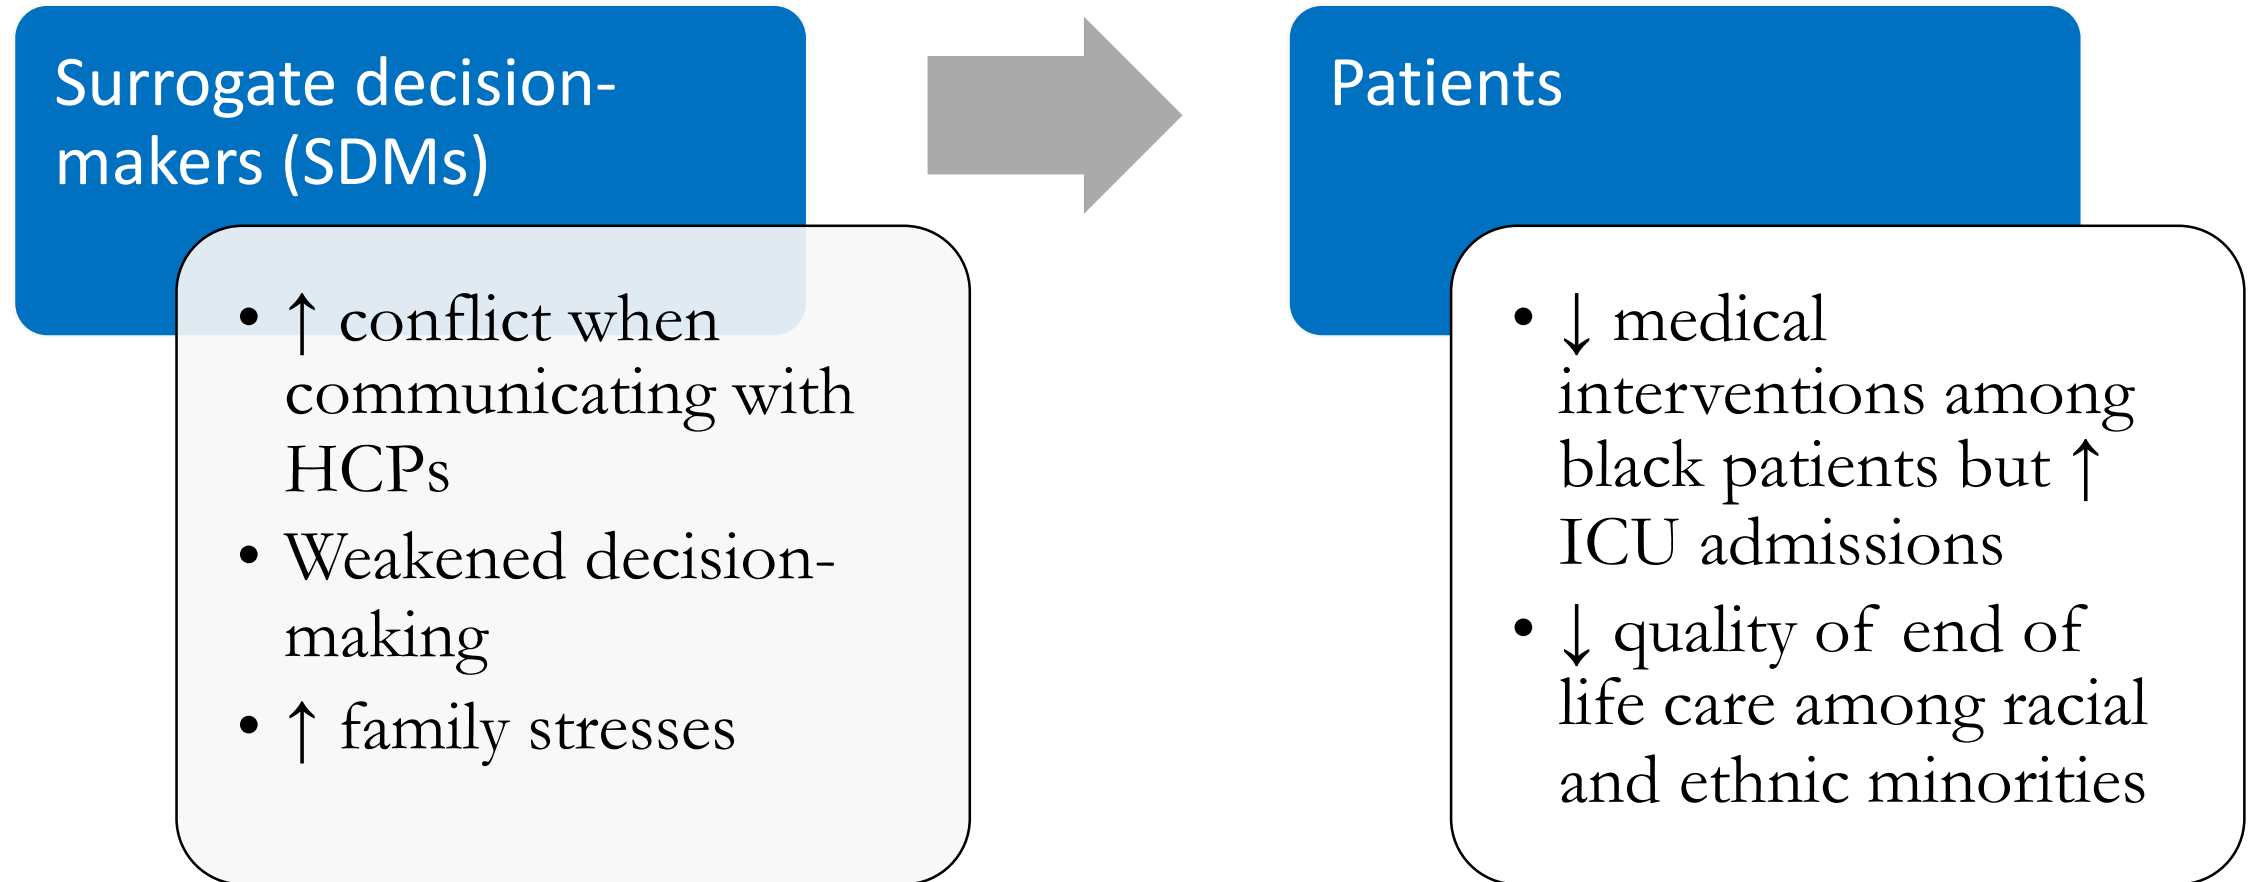 Surrogate decision-
makers (SDMs)
• ↑ conflict when
communicating with
HCPs
• Weakened decision-
making
• ↑ family stresses
Patients
• ↓ medical
interventions among
black patients but ↑
ICU admissions
• ↓ quality of end of
life care among racial
and ethnic minorities